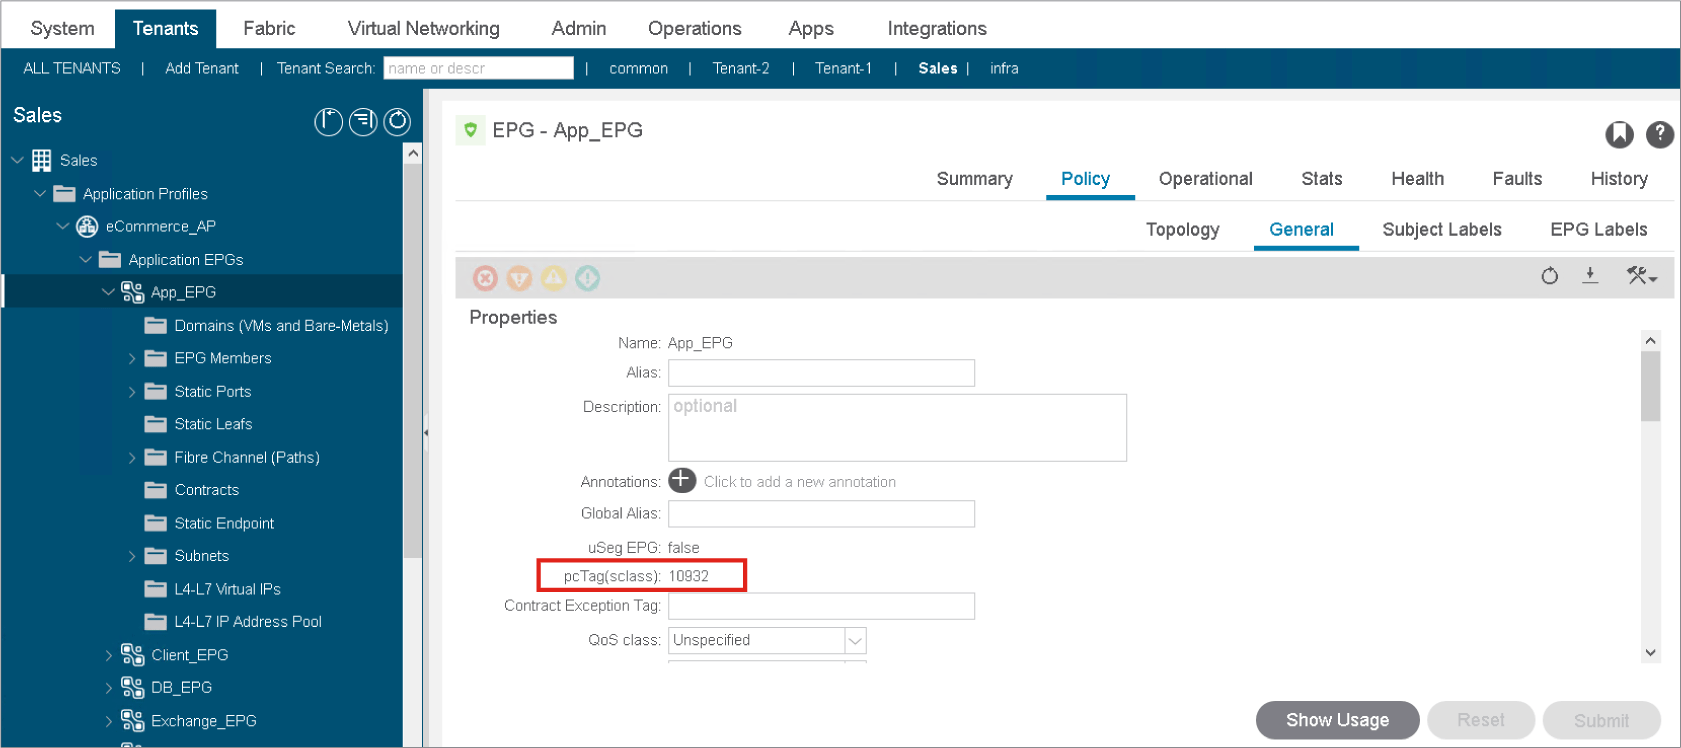 System Tenants Fabric Virtual Networking Admin Operations Apps Integrations
ALL TENANTS | Add Tenant | Tenant Search: name or descr | common | Tenant-2 | Tenant-1 | Sales | infra
Sales
Sales
Application Profiles
eCommerce_AP
Application EPGs
App_EPG
Domains (VMs and Bare-Metals)
EPG Members
Static Ports
Static Leafs
Fibre Channel (Paths)
Contracts
Static Endpoint
Subnets
L4-L7 Virtual IPs
L4-L7 IP Address Pool
Client_EPG
DB_EPG
Exchange_EPG
EPG - App_EPG
Summary Policy Operational Stats Health Faults History
Topology General Subject Labels EPG Labels
Properties
Name: App_EPG
Alias:
Description: optional
Annotations: Click to add a new annotation
Global Alias:
uSeg EPG: false
pcTag(sclass): 10932
Contract Exception Tag:
QoS class: Unspecified
Show Usage Reset Submit